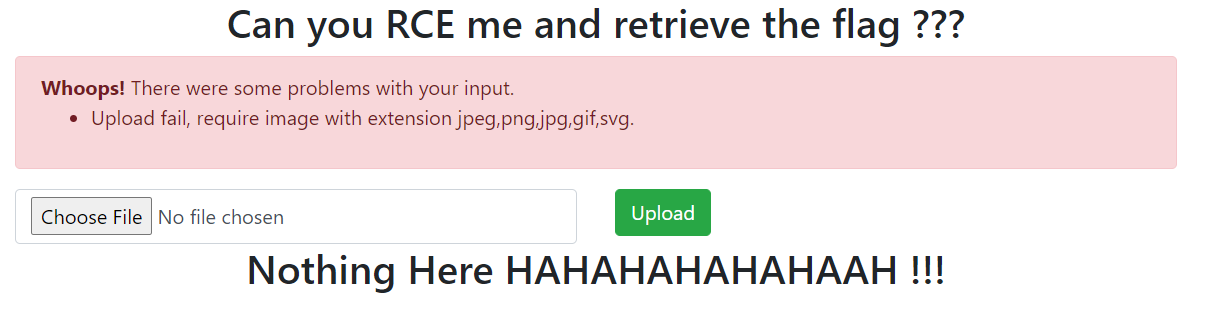 Can you RCE me and retrieve the flag ???
Whoops! There were some problems with your input.
Upload fail, require image with extension jpeg,png,jpg,gif,svg.
Choose File No file chosen
Upload
Nothing Here HAHAHAHAHAHAAH !!!